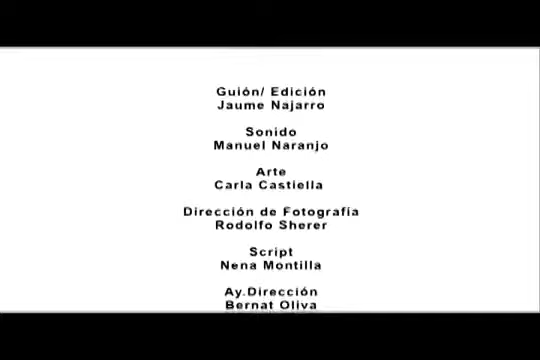 Guión/ Edición
Jaume Najarro
Sonido
Manuel Naranjo
Arte
Carla Castiella
Dirección de Fotografía
Rodolfo Sherer
Script
Nena Montilla
Ay.Dirección
Bernat Oliva